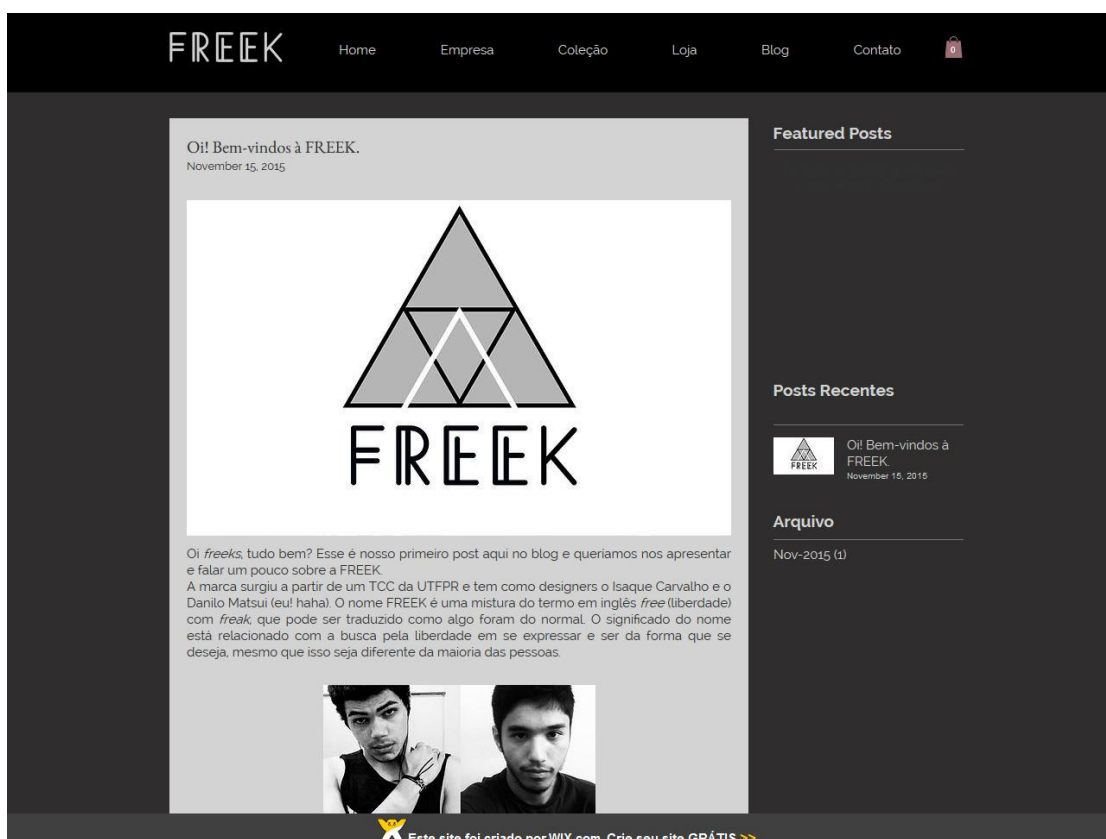 FREEK
Home Empresa Coleção Loja Blog Contato 0
Oi! Bem-vindos à FREEK.
November 15, 2015
FREEK
Oi freeks, tudo bem? Esse é nosso primeiro post aqui no blog e queriamos nos apresentar
e falar um pouco sobre a FREEK.
A marca surgiu a partir de um TCC da UTFPR e tem como designers o Isaque Carvalho e o
Danilo Matsui (eu! haha). O nome FREEK é uma mistura do termo em inglês free (liberdade)
com freak, que pode ser traduzido como algo foram do normal. O significado do nome
está relacionado com a busca pela liberdade em se expressar e ser da forma que se
deseja, mesmo que isso seja diferente da maioria das pessoas.
Featured Posts
Posts Recentes
FREEK
Oi! Bem-vindos à
FREEK.
November 15, 2015
Arquivo
Nov-2015 (1)
Este site foi criado por WIX.com. Crie seu site GRÁTIS >>